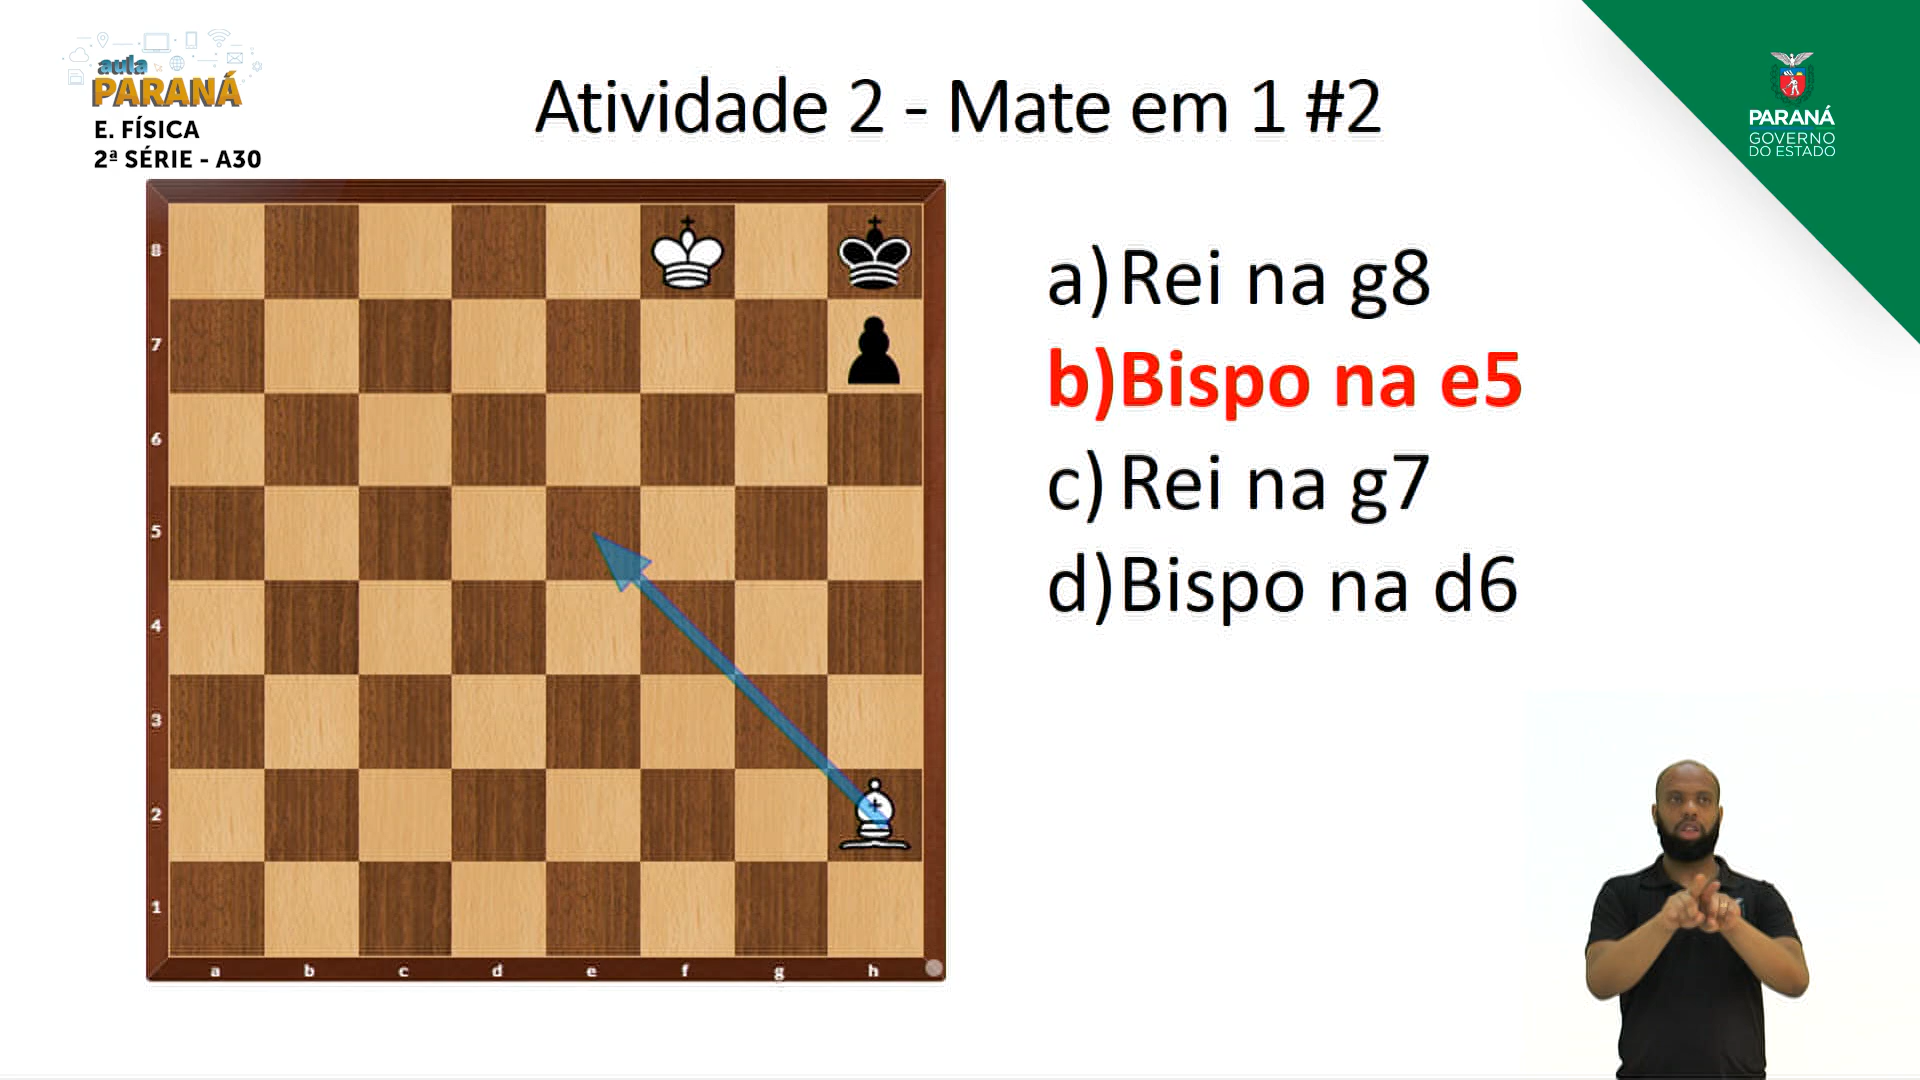 aula
PARANÁ
E. FÍSICA
2ª SÉRIE - A30
Atividade 2 - Mate em 1 #2
PARANÁ
GOVERNO
DO ESTADO
a) Rei na g8
b) Bispo na e5
c) Rei na g7
d) Bispo na d6
8
7
6
5
4
3
2
1
a b c d e f g h